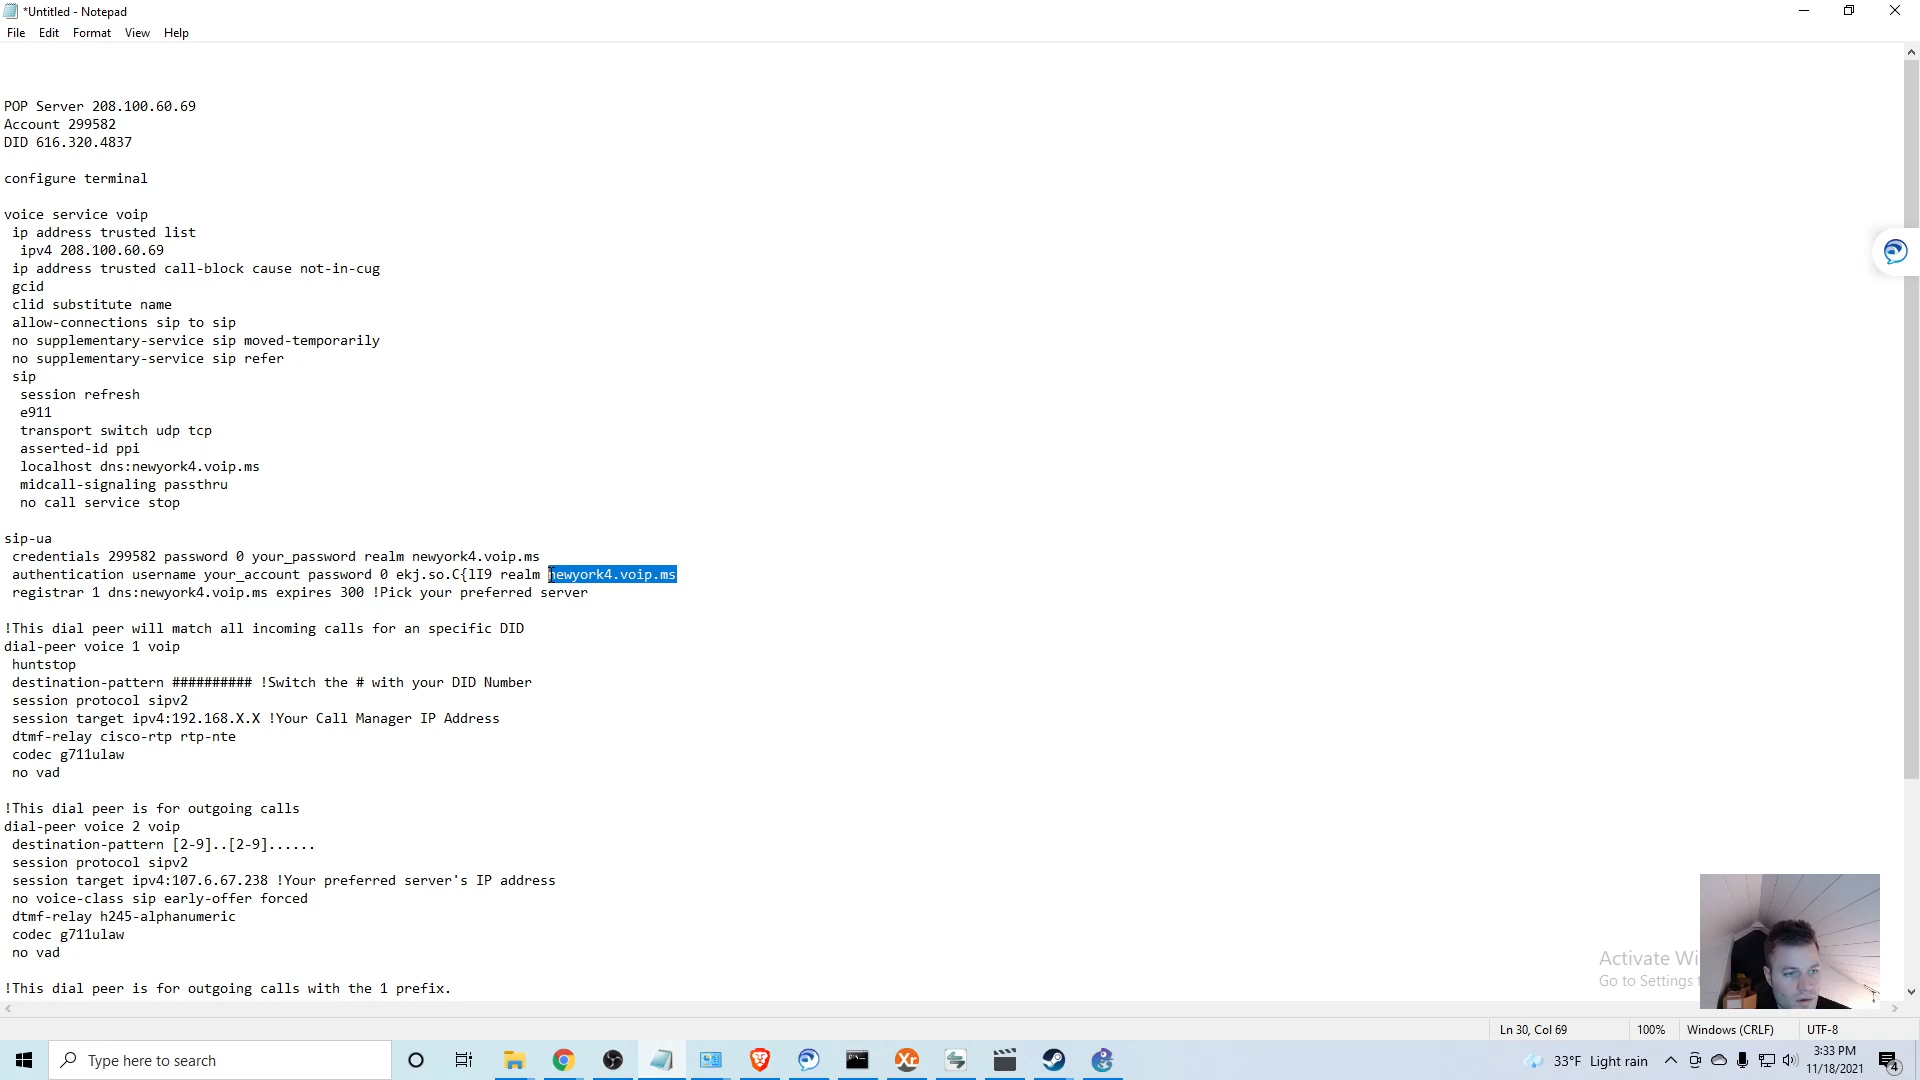 *Untitled - Notepad
File Edit Format View Help
POP Server 208.100.60.69
Account 299582
DID 616.320.4837
configure terminal
voice service voip
ip address trusted list
ipv4 208.100.60.69
ip address trusted call-block cause not-in-cug
gcid
clid substitute name
allow-connections sip to sip
no supplementary-service sip moved-temporarily
no supplementary-service sip refer
sip
session refresh
e911
transport switch udp tcp
asserted-id ppi
localhost dns:newyork4.voip.ms
midcall-signaling passthru
no call service stop
sip-ua
credentials 299582 password 0 your_password realm newyork4.voip.ms
authentication username your_account password 0 ekj.so.C{lI9 realm newyork4.voip.ms
registrar 1 dns:newyork4.voip.ms expires 300 !Pick your preferred server
!This dial peer will match all incoming calls for an specific DID
dial-peer voice 1 voip
huntstop
destination-pattern ########## !Switch the # with your DID Number
session protocol sipv2
session target ipv4:192.168.X.X !Your Call Manager IP Address
dtmf-relay cisco-rtp rtp-nte
codec g711ulaw
no vad
!This dial peer is for outgoing calls
dial-peer voice 2 voip
destination-pattern [2-9]..[2-9]......
session protocol sipv2
session target ipv4:107.6.67.238 !Your preferred server's IP address
no voice-class sip early-offer forced
dtmf-relay h245-alphanumeric
codec g711ulaw
no vad
!This dial peer is for outgoing calls with the 1 prefix.
Activate Wi
Go to Settings
Ln 30, Col 69 100% Windows (CRLF) UTF-8
Type here to search
Xr
33°F Light rain
3:33 PM
11/18/2021
4